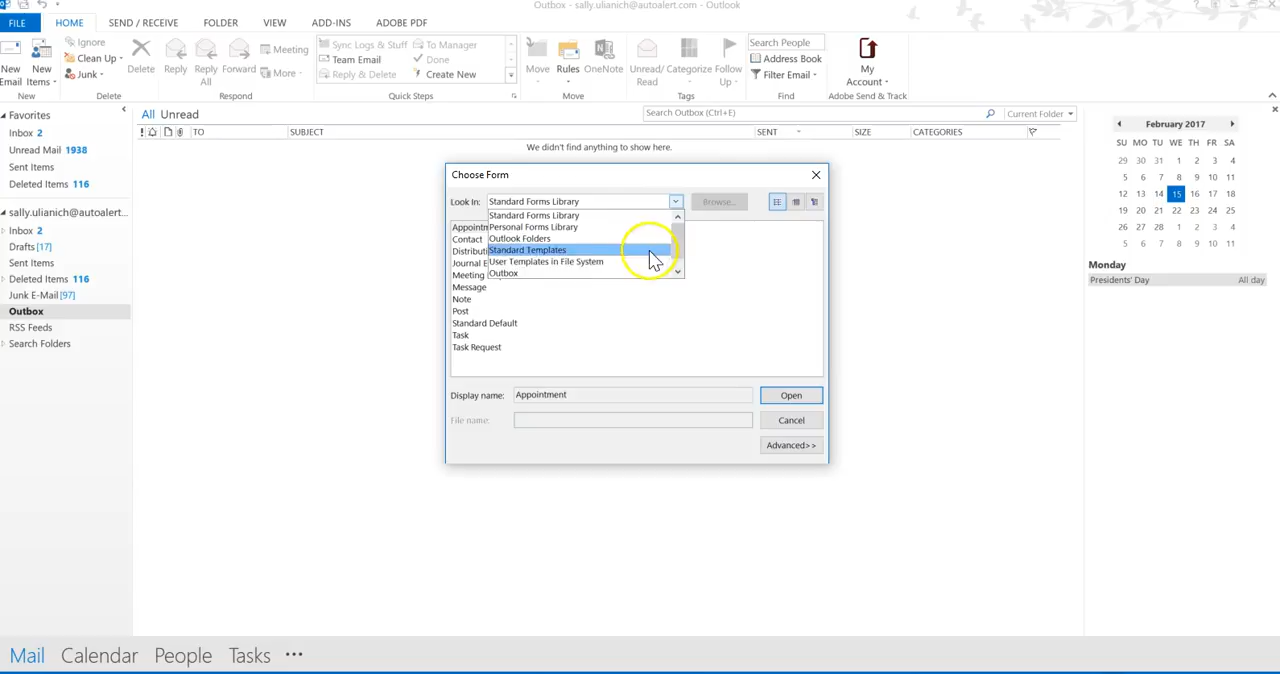 Outbox - sally.ulianich@autoalert.com - Outlook
FILE HOME SEND / RECEIVE FOLDER VIEW ADD-INS ADOBE PDF
New Email
New Items
New
Ignore
Clean Up
Junk
Delete
Delete
Reply
Reply All
Forward
Meeting
More
Respond
Sync Logs & Stuff
Team Email
Reply & Delete
To Manager
Done
Create New
Quick Steps
Move
Rules
OneNote
Move
Unread/ Read
Categorize
Follow Up
Tags
Search People
Address Book
Filter Email
Find
My Account
Adobe Send & Track
Favorites
Inbox 2
Unread Mail 1938
Sent Items
Deleted Items 116
sally.ulianich@autoalert...
Inbox 2
Drafts [17]
Sent Items
Deleted Items 116
Junk E-Mail [97]
Outbox
RSS Feeds
Search Folders
All Unread
Search Outbox (Ctrl+E)
Current Folder
TO SUBJECT SENT SIZE CATEGORIES
We didn't find anything to show here.
Choose Form
Look In: Standard Forms Library
Browse...
Standard Forms Library
Personal Forms Library
Outlook Folders
Standard Templates
User Templates in File System
Outbox
Appointm
Contact
Distributi
Journal E
Meeting
Message
Note
Post
Standard Default
Task
Task Request
Display name: Appointment
Open
File name:
Cancel
Advanced>>
February 2017
SU MO TU WE TH FR SA
29 30 31 1 2 3 4
5 6 7 8 9 10 11
12 13 14 15 16 17 18
19 20 21 22 23 24 25
26 27 28 1 2 3 4
5 6 7 8 9 10 11
Monday
Presidents' Day All day
Mail Calendar People Tasks ···